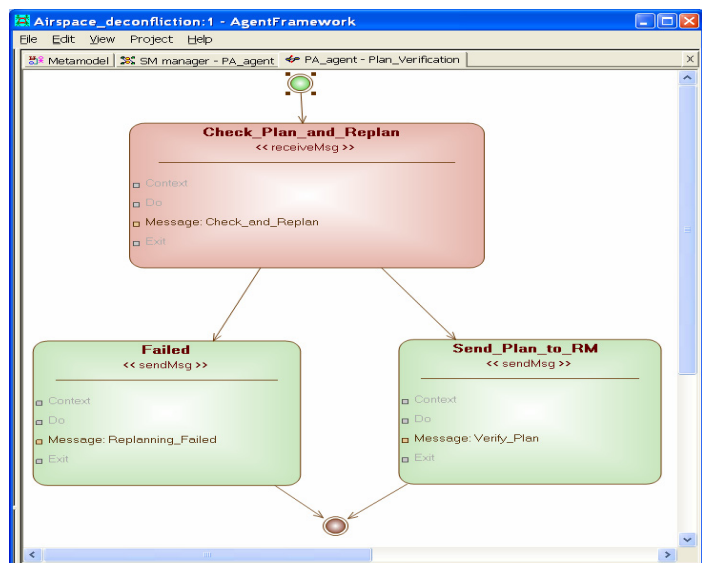 Airspace_deconfliction:1 - AgentFramework
File Edit View Project Help
Metamodel SM manager - PA_agent PA_agent - Plan_Verification X
Check_Plan_and_Replan
<< receiveMsg >>
Context
Do
Message: Check_and_Replan
Exit
Failed
<< sendMsg >>
Context
Do
Message: Replanning_Failed
Exit
Send_Plan_to_RM
<< sendMsg >>
Context
Do
Message: Verify_Plan
Exit